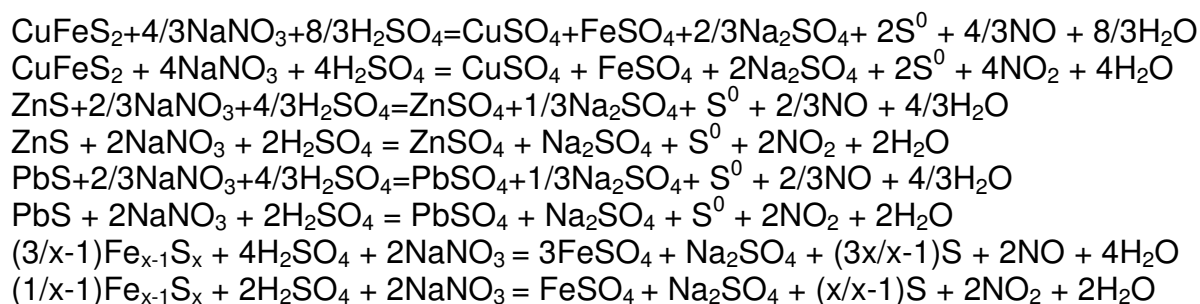 CuFeS₂+4/3NaNO₃+8/3H₂SO₄=CuSO₄+FeSO₄+2/3Na₂SO₄+ 2S⁰ + 4/3NO + 8/3H₂O
CuFeS₂ + 4NaNO₃ + 4H₂SO₄ = CuSO₄ + FeSO₄ + 2Na₂SO₄ + 2S⁰ + 4NO₂ + 4H₂O
ZnS+2/3NaNO₃+4/3H₂SO₄=ZnSO₄+1/3Na₂SO₄+ S⁰ + 2/3NO + 4/3H₂O
ZnS + 2NaNO₃ + 2H₂SO₄ = ZnSO₄ + Na₂SO₄ + S⁰ + 2NO₂ + 2H₂O
PbS+2/3NaNO₃+4/3H₂SO₄=PbSO₄+1/3Na₂SO₄+ S⁰ + 2/3NO + 4/3H₂O
PbS + 2NaNO₃ + 2H₂SO₄ = PbSO₄ + Na₂SO₄ + S⁰ + 2NO₂ + 2H₂O
(3/x-1)Feₓ₋₁Sₓ + 4H₂SO₄ + 2NaNO₃ = 3FeSO₄ + Na₂SO₄ + (3x/x-1)S + 2NO + 4H₂O
(1/x-1)Feₓ₋₁Sₓ + 2H₂SO₄ + 2NaNO₃ = FeSO₄ + Na₂SO₄ + (x/x-1)S + 2NO₂ + 2H₂O